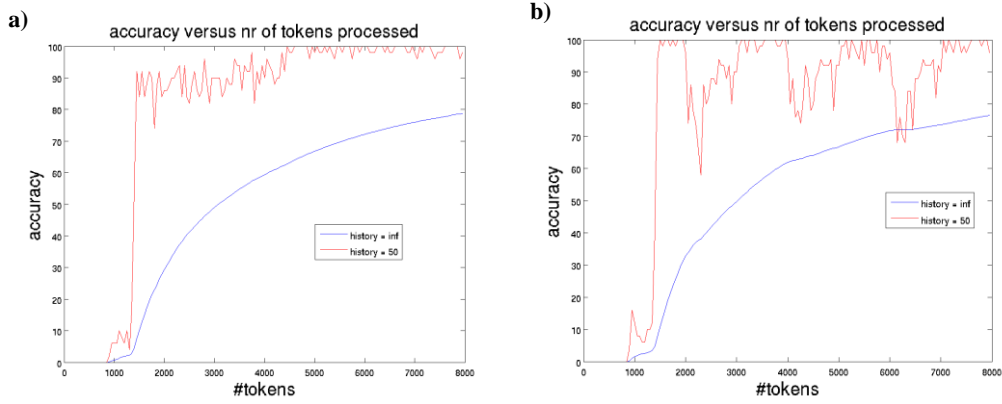 a)
accuracy versus nr of tokens processed
100
90
80
70
60
50
40
30
20
10
0
accuracy
history = inf
history = 50
0 1000 2000 3000 4000 5000 6000 7000 8000
#tokens
b)
accuracy versus nr of tokens processed
100
90
80
70
60
50
40
30
20
10
0
accuracy
history = inf
history = 50
0 1000 2000 3000 4000 5000 6000 7000 8000
#tokens